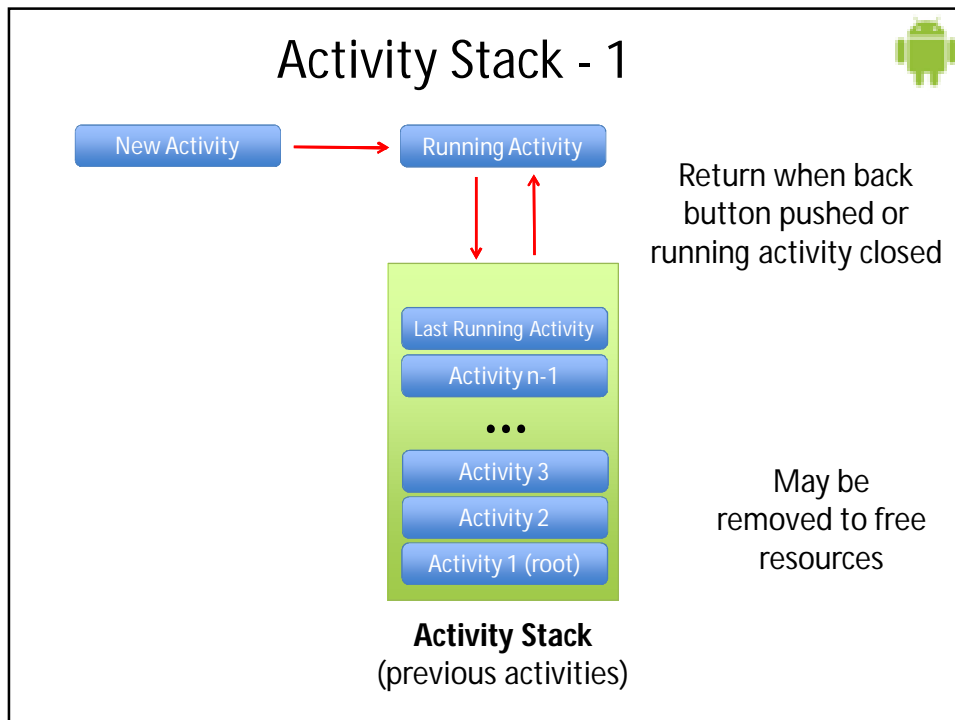 Activity Stack - 1
New Activity
Running Activity
Return when back
button pushed or
running activity closed
Last Running Activity
Activity n-1
...
Activity 3
Activity 2
Activity 1 (root)
May be
removed to free
resources
Activity Stack
(previous activities)